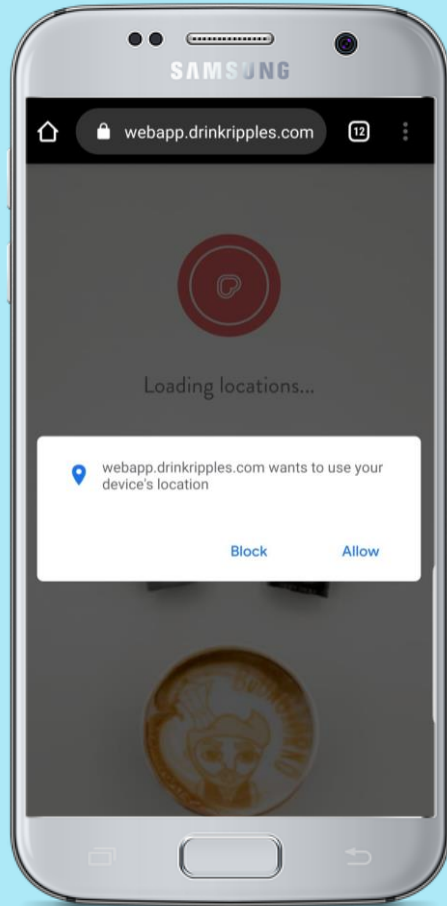 SAMSUNG
webapp.drinkripples.com
12
Loading locations...
webapp.drinkripples.com wants to use your
device's location
Block
Allow